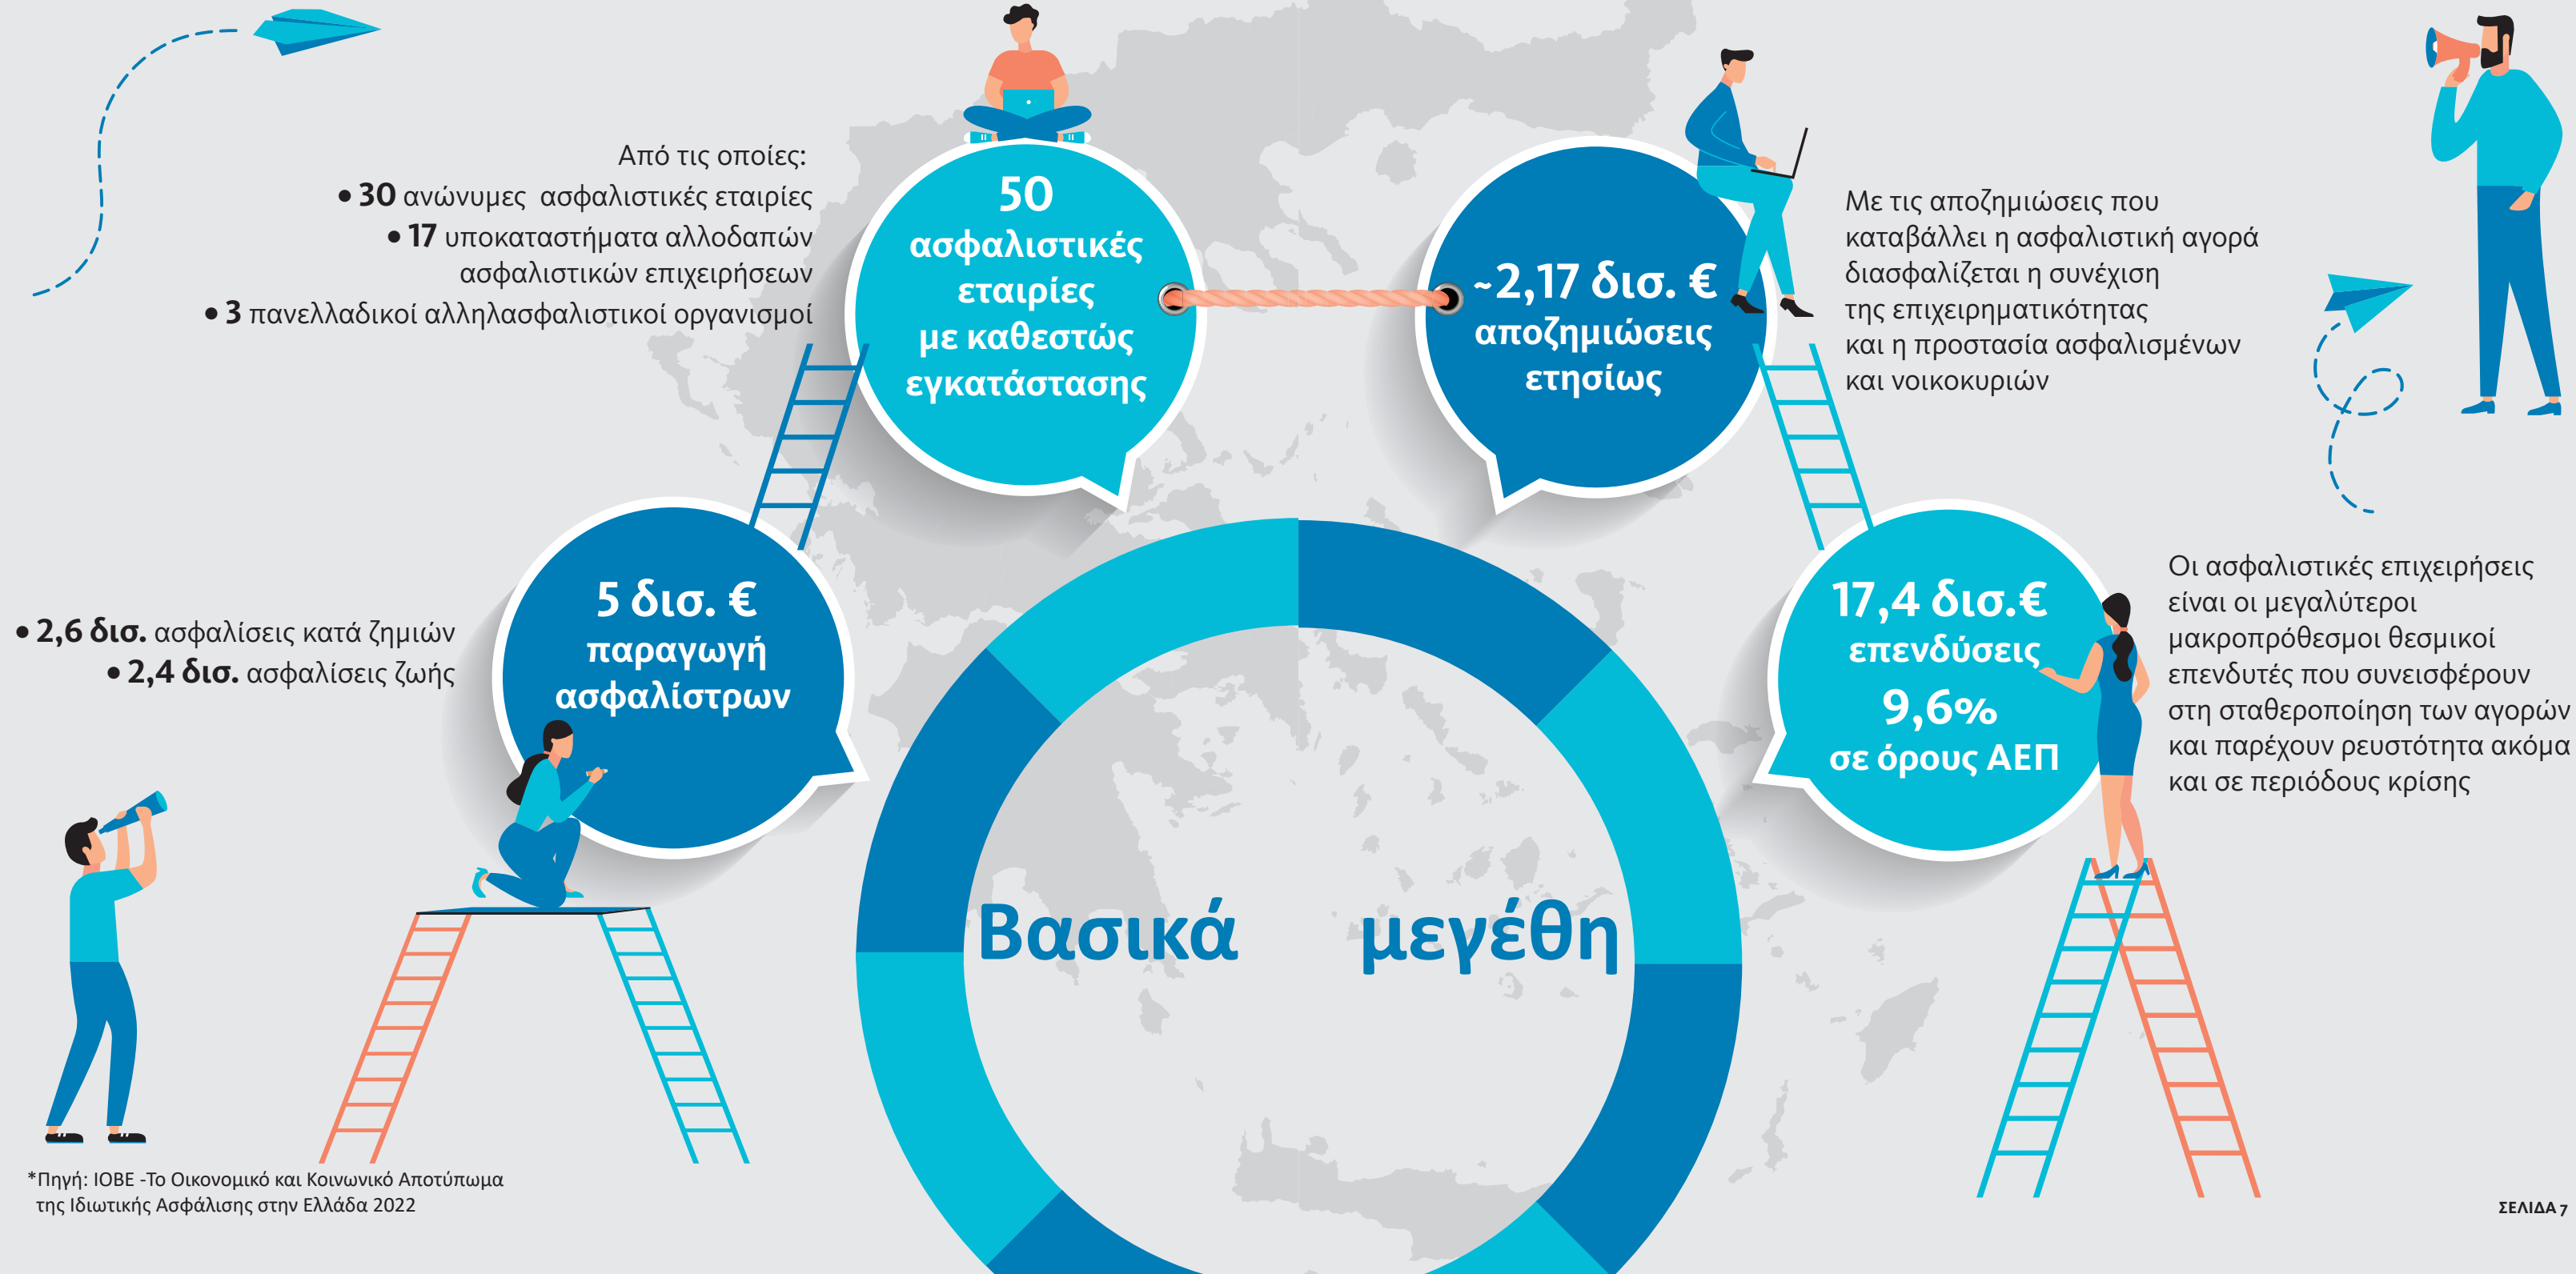 Από τις οποίες:
• 30 ανώνυμες ασφαλιστικές εταιρίες
• 17 υποκαταστήματα αλλοδαπών
ασφαλιστικών επιχειρήσεων
• 3 πανελλαδικοί αλληλασφαλιστικοί οργανισμοί
50
ασφαλιστικές
εταιρίες
με καθεστώς
εγκατάστασης
~2,17 δισ. €
αποζημιώσεις
ετησίως
Με τις αποζημιώσεις που
καταβάλλει η ασφαλιστική αγορά
διασφαλίζεται η συνέχιση
της επιχειρηματικότητας
και η προστασία ασφαλισμένων
και νοικοκυριών
• 2,6 δισ. ασφαλίσεις κατά ζημιών
• 2,4 δισ. ασφαλίσεις ζωής
5 δισ. €
παραγωγή
ασφαλίστρων
17,4 δισ.€
επενδύσεις
9,6%
σε όρους ΑΕΠ
Οι ασφαλιστικές επιχειρήσεις
είναι οι μεγαλύτεροι
μακροπρόθεσμοι θεσμικοί
επενδυτές που συνεισφέρουν
στη σταθεροποίηση των αγορών
και παρέχουν ρευστότητα ακόμα
και σε περιόδους κρίσης
Βασικά μεγέθη
*Πηγή: ΙΟΒΕ -Το Οικονομικό και Κοινωνικό Αποτύπωμα
της Ιδιωτικής Ασφάλισης στην Ελλάδα 2022
ΣΕΛΙΔΑ 7